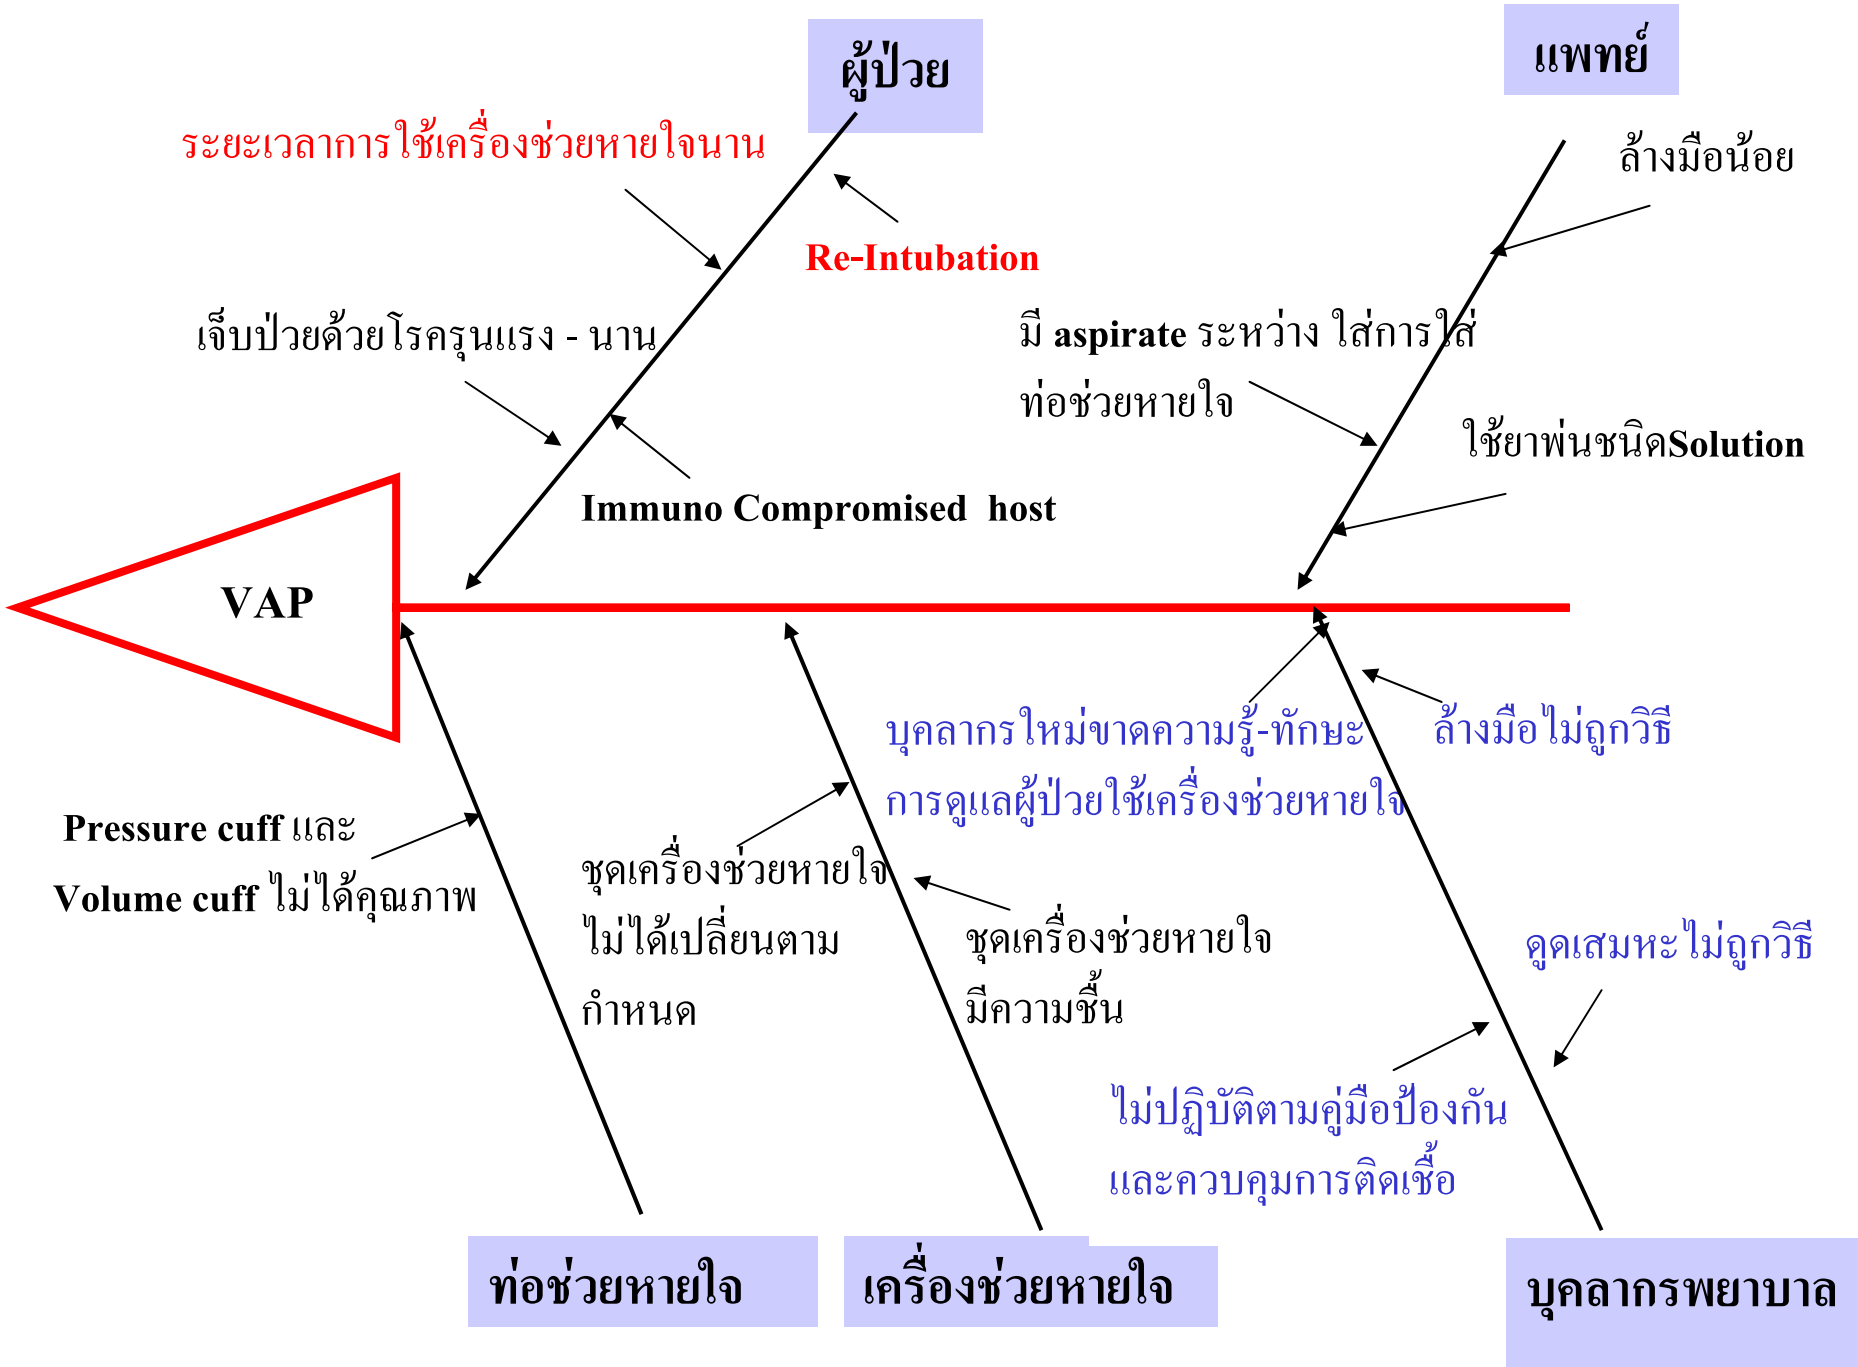 ผู้ป่วย
แพทย์
ระยะเวลาการใช้เครื่องช่วยหายใจนาน
ล้างมือน้อย
Re-Intubation
เจ็บป่วยด้วยโรครุนแรง - นาน
มี aspirate ระหว่าง ใส่การใส่
ท่อช่วยหายใจ
ใช้ยาพ่นชนิดSolution
Immuno Compromised host
VAP
บุคลากรใหม่ขาดความรู้-ทักษะ
การดูแลผู้ป่วยใช้เครื่องช่วยหายใจ
ล้างมือไม่ถูกวิธี
Pressure cuff และ
Volume cuff ไม่ได้คุณภาพ
ชุดเครื่องช่วยหายใจ
ไม่ได้เปลี่ยนตาม
กำหนด
ชุดเครื่องช่วยหายใจ
มีความชื้น
ดูดเสมหะไม่ถูกวิธี
ไม่ปฏิบัติตามคู่มือป้องกัน
และควบคุมการติดเชื้อ
ท่อช่วยหายใจ
เครื่องช่วยหายใจ
บุคลากรพยาบาล